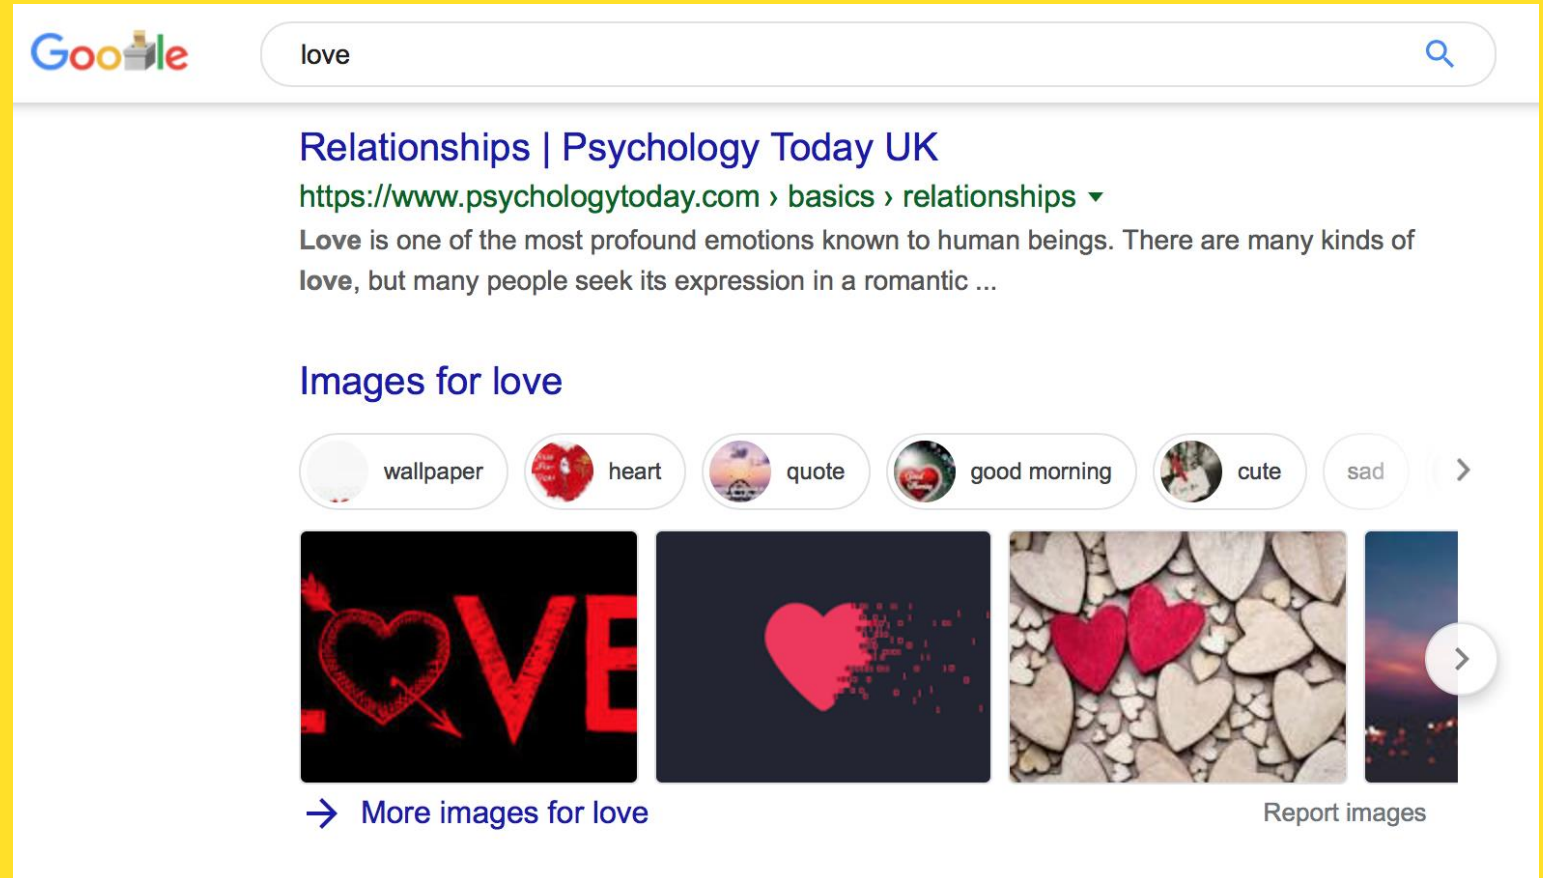 Google
love
Relationships | Psychology Today UK
https://www.psychologytoday.com › basics › relationships
Love is one of the most profound emotions known to human beings. There are many kinds of
love, but many people seek its expression in a romantic ...
Images for love
wallpaper heart quote good morning cute sad
LOVE
More images for love
Report images